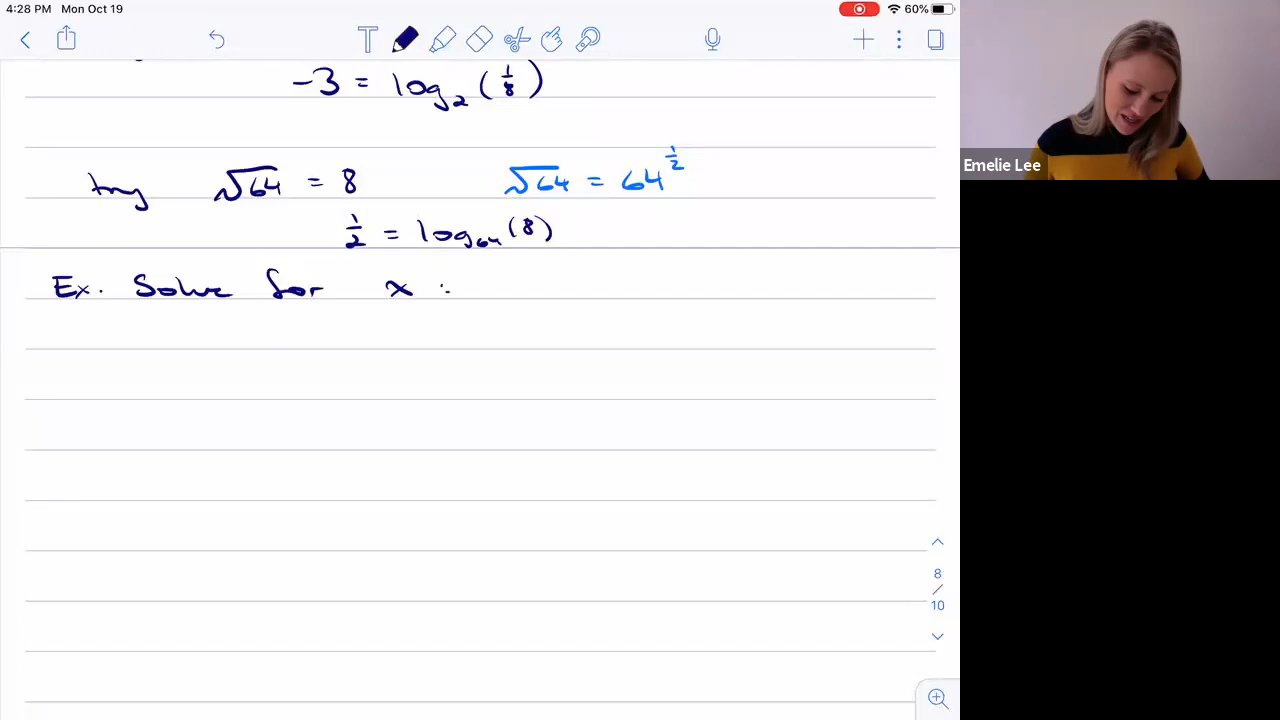 4:28 PM Mon Oct 19
60%
-3 = log₂(1/8)
try √64 = 8
√64 = 64^(1/2)
1/2 = log₆₄(8)
Ex. Solve for x :
T
8
/
10
Emelie Lee